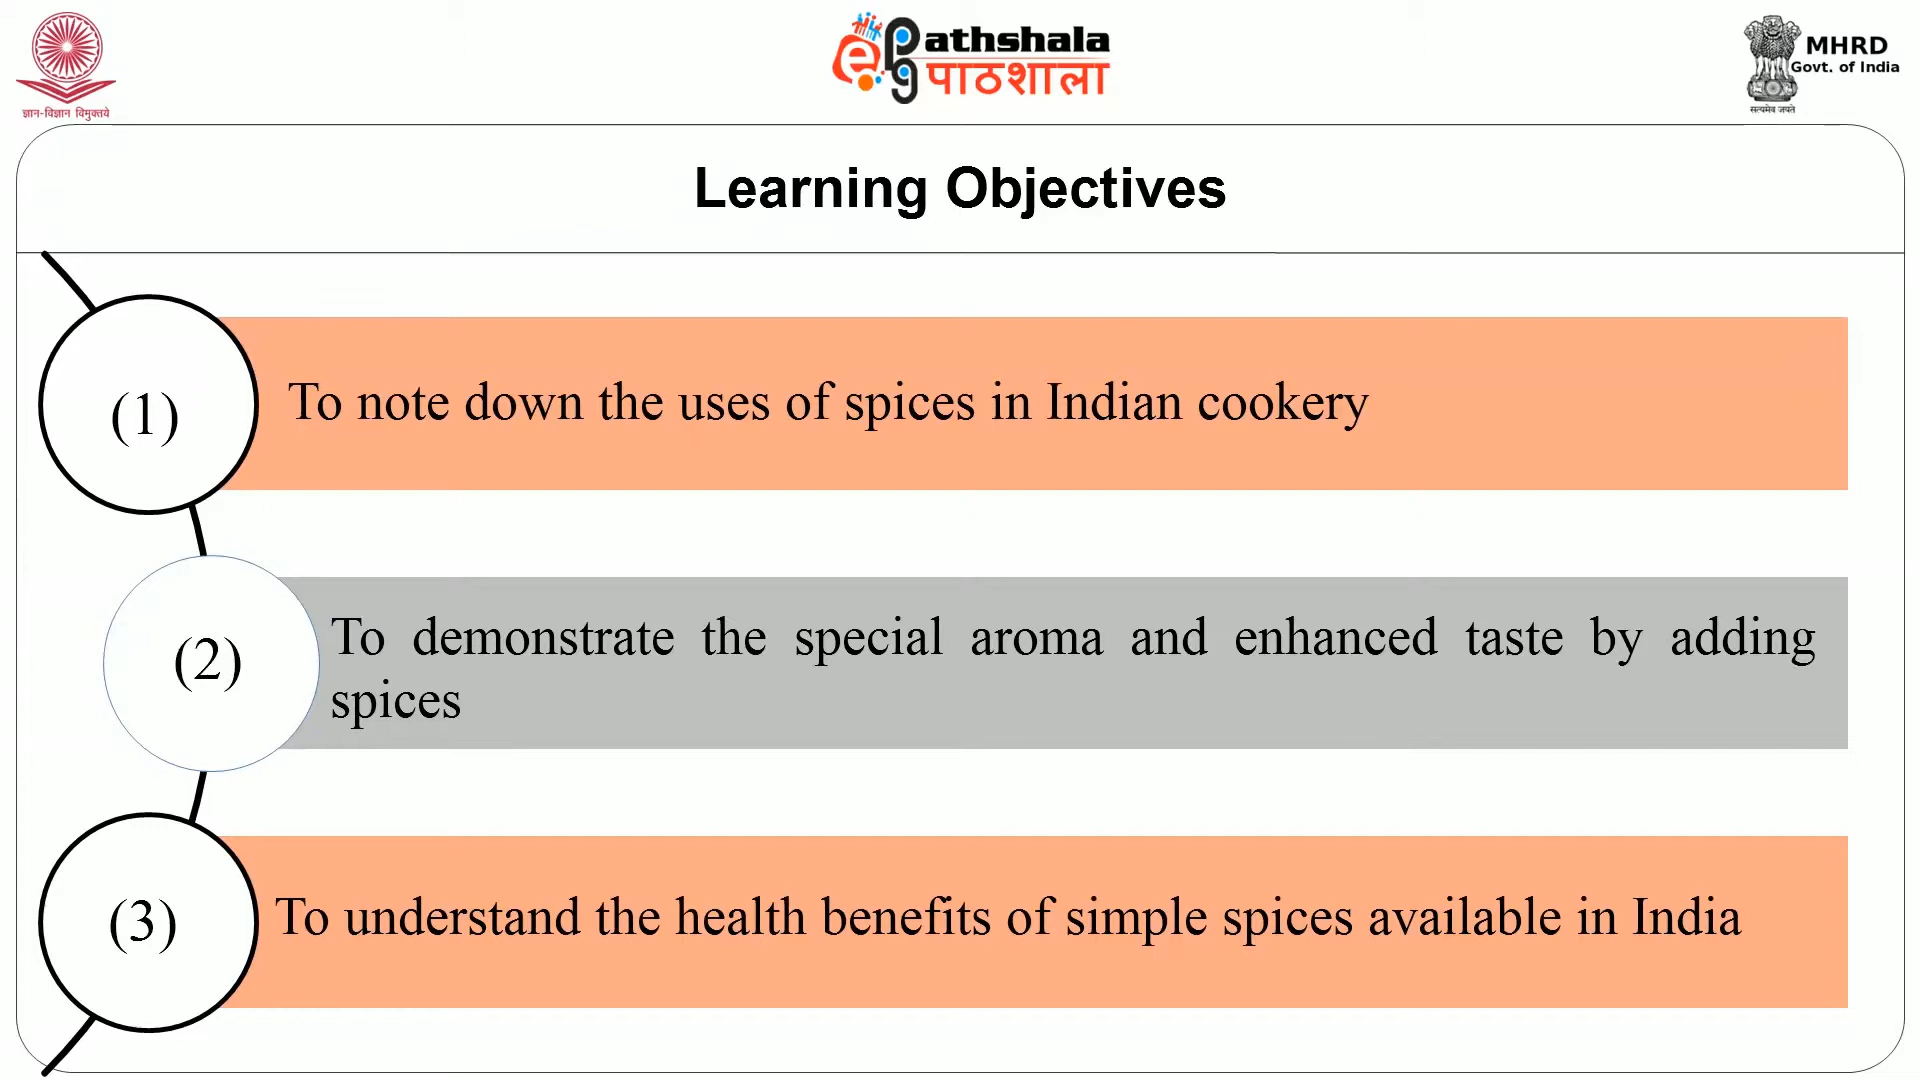 ज्ञान-विज्ञान विमुक्तये
ePathshala
पाठशाला
MHRD
Govt. of India
सत्यमेव जयते
Learning Objectives
(1)
To note down the uses of spices in Indian cookery
(2)
To demonstrate the special aroma and enhanced taste by adding
spices
(3)
To understand the health benefits of simple spices available in India